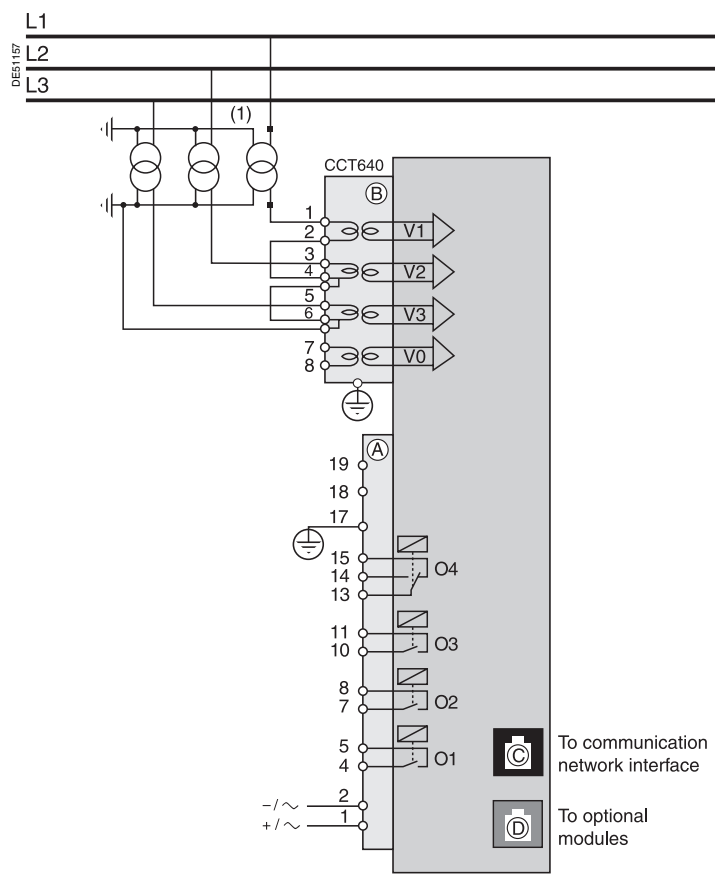 L1
L2
L3
DE51157
(1)
CCT640
B
1
2
V1
3
4
V2
5
6
V3
7
8
V0
A
19
18
17
15
14
13
O4
11
10
O3
8
7
O2
5
4
O1
2
1
–/~
+/~
C
To communication
network interface
D
To optional
modules